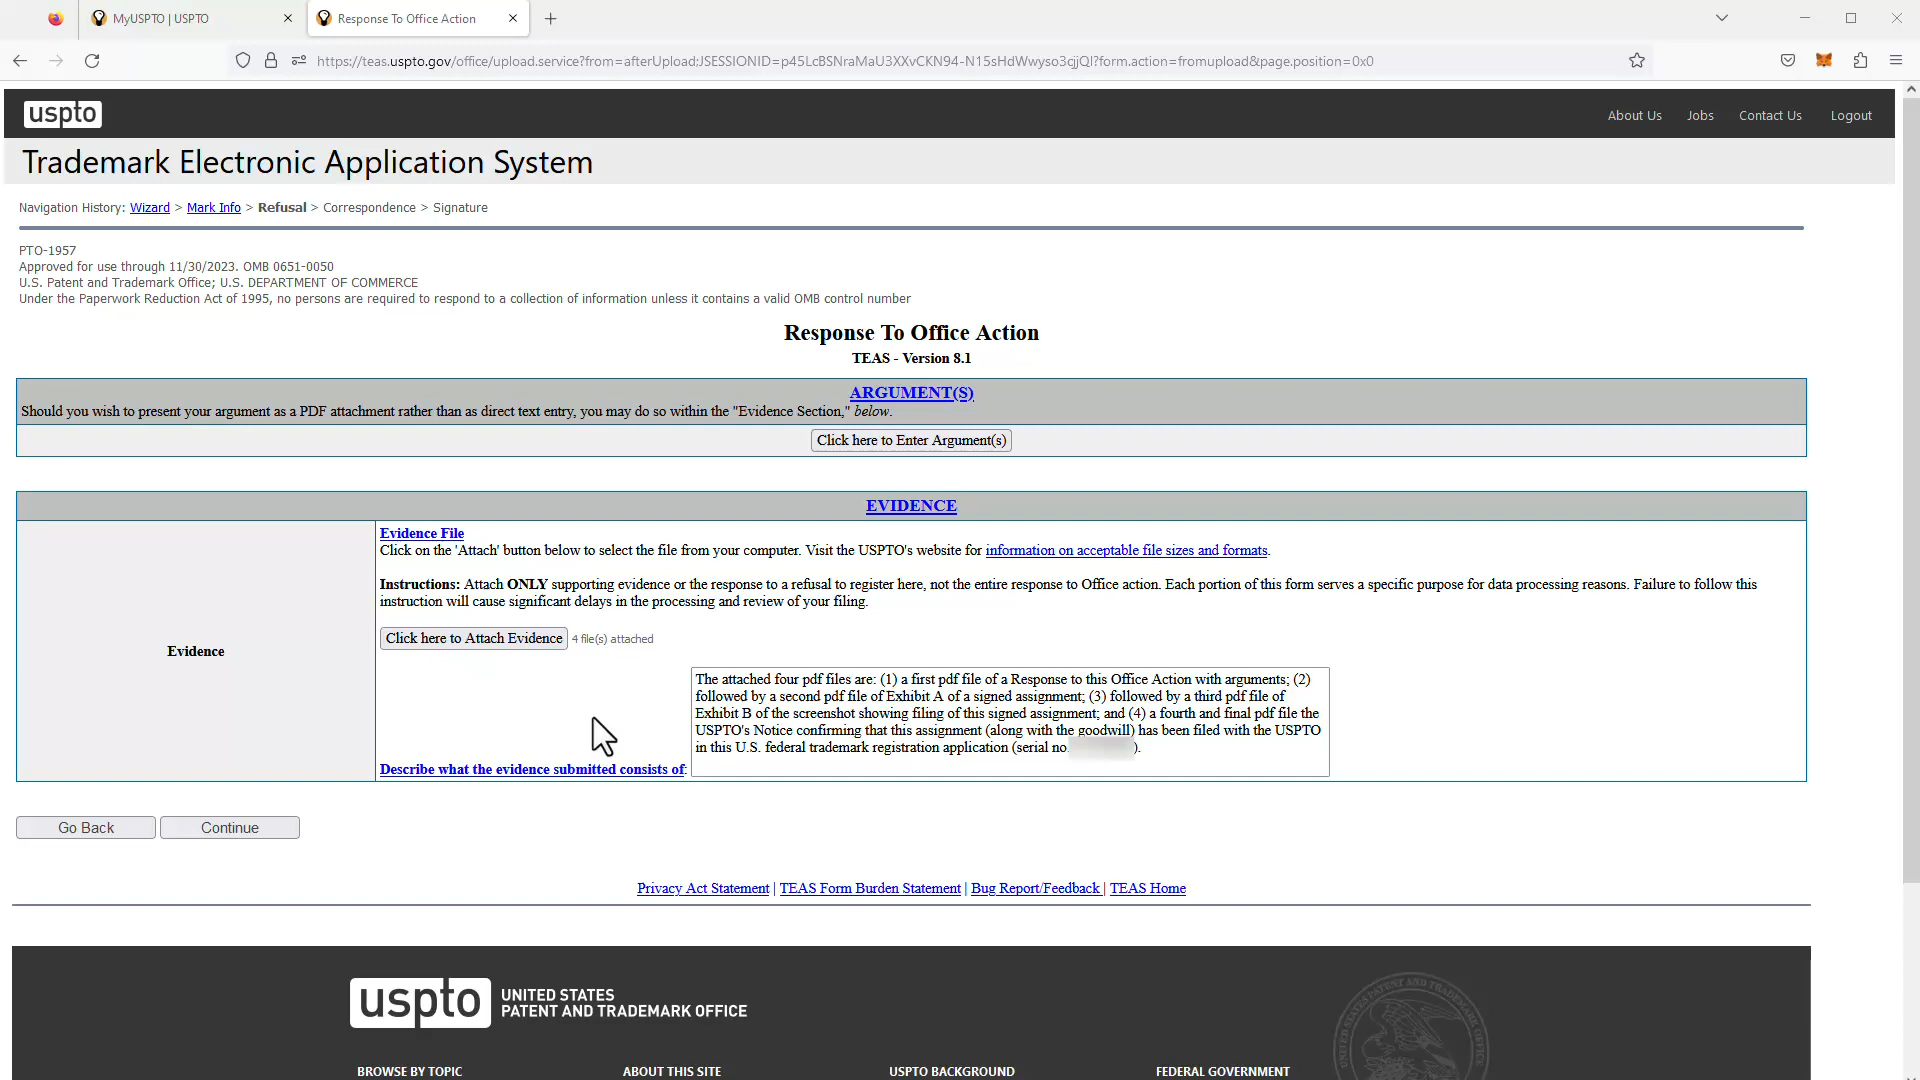 MyUSPTO | USPTO
Response To Office Action
https://teas.uspto.gov/office/upload.service?from=afterUpload;JSESSIONID=p45LcBSNraMaU3XXvCKN94-N15sHdWwyso3cjjQl?form.action=fromupload&page.position=0x0
uspto
About Us Jobs Contact Us Logout
Trademark Electronic Application System
Navigation History: Wizard > Mark Info > Refusal > Correspondence > Signature
PTO-1957
Approved for use through 11/30/2023. OMB 0651-0050
U.S. Patent and Trademark Office; U.S. DEPARTMENT OF COMMERCE
Under the Paperwork Reduction Act of 1995, no persons are required to respond to a collection of information unless it contains a valid OMB control number
Response To Office Action
TEAS - Version 8.1
ARGUMENT(S)
Should you wish to present your argument as a PDF attachment rather than as direct text entry, you may do so within the "Evidence Section," below.
Click here to Enter Argument(s)
EVIDENCE
Evidence
Evidence File
Click on the 'Attach' button below to select the file from your computer. Visit the USPTO's website for information on acceptable file sizes and formats.
Instructions: Attach ONLY supporting evidence or the response to a refusal to register here, not the entire response to Office action. Each portion of this form serves a specific purpose for data processing reasons. Failure to follow this
instruction will cause significant delays in the processing and review of your filing.
Click here to Attach Evidence 4 file(s) attached
The attached four pdf files are: (1) a first pdf file of a Response to this Office Action with arguments; (2)
followed by a second pdf file of Exhibit A of a signed assignment; (3) followed by a third pdf file of
Exhibit B of the screenshot showing filing of this signed assignment; and (4) a fourth and final pdf file the
USPTO's Notice confirming that this assignment (along with the goodwill) has been filed with the USPTO
in this U.S. federal trademark registration application (serial no. ).
Describe what the evidence submitted consists of:
Go Back Continue
Privacy Act Statement | TEAS Form Burden Statement | Bug Report/Feedback | TEAS Home
uspto UNITED STATES
PATENT AND TRADEMARK OFFICE
BROWSE BY TOPIC ABOUT THIS SITE USPTO BACKGROUND FEDERAL GOVERNMENT